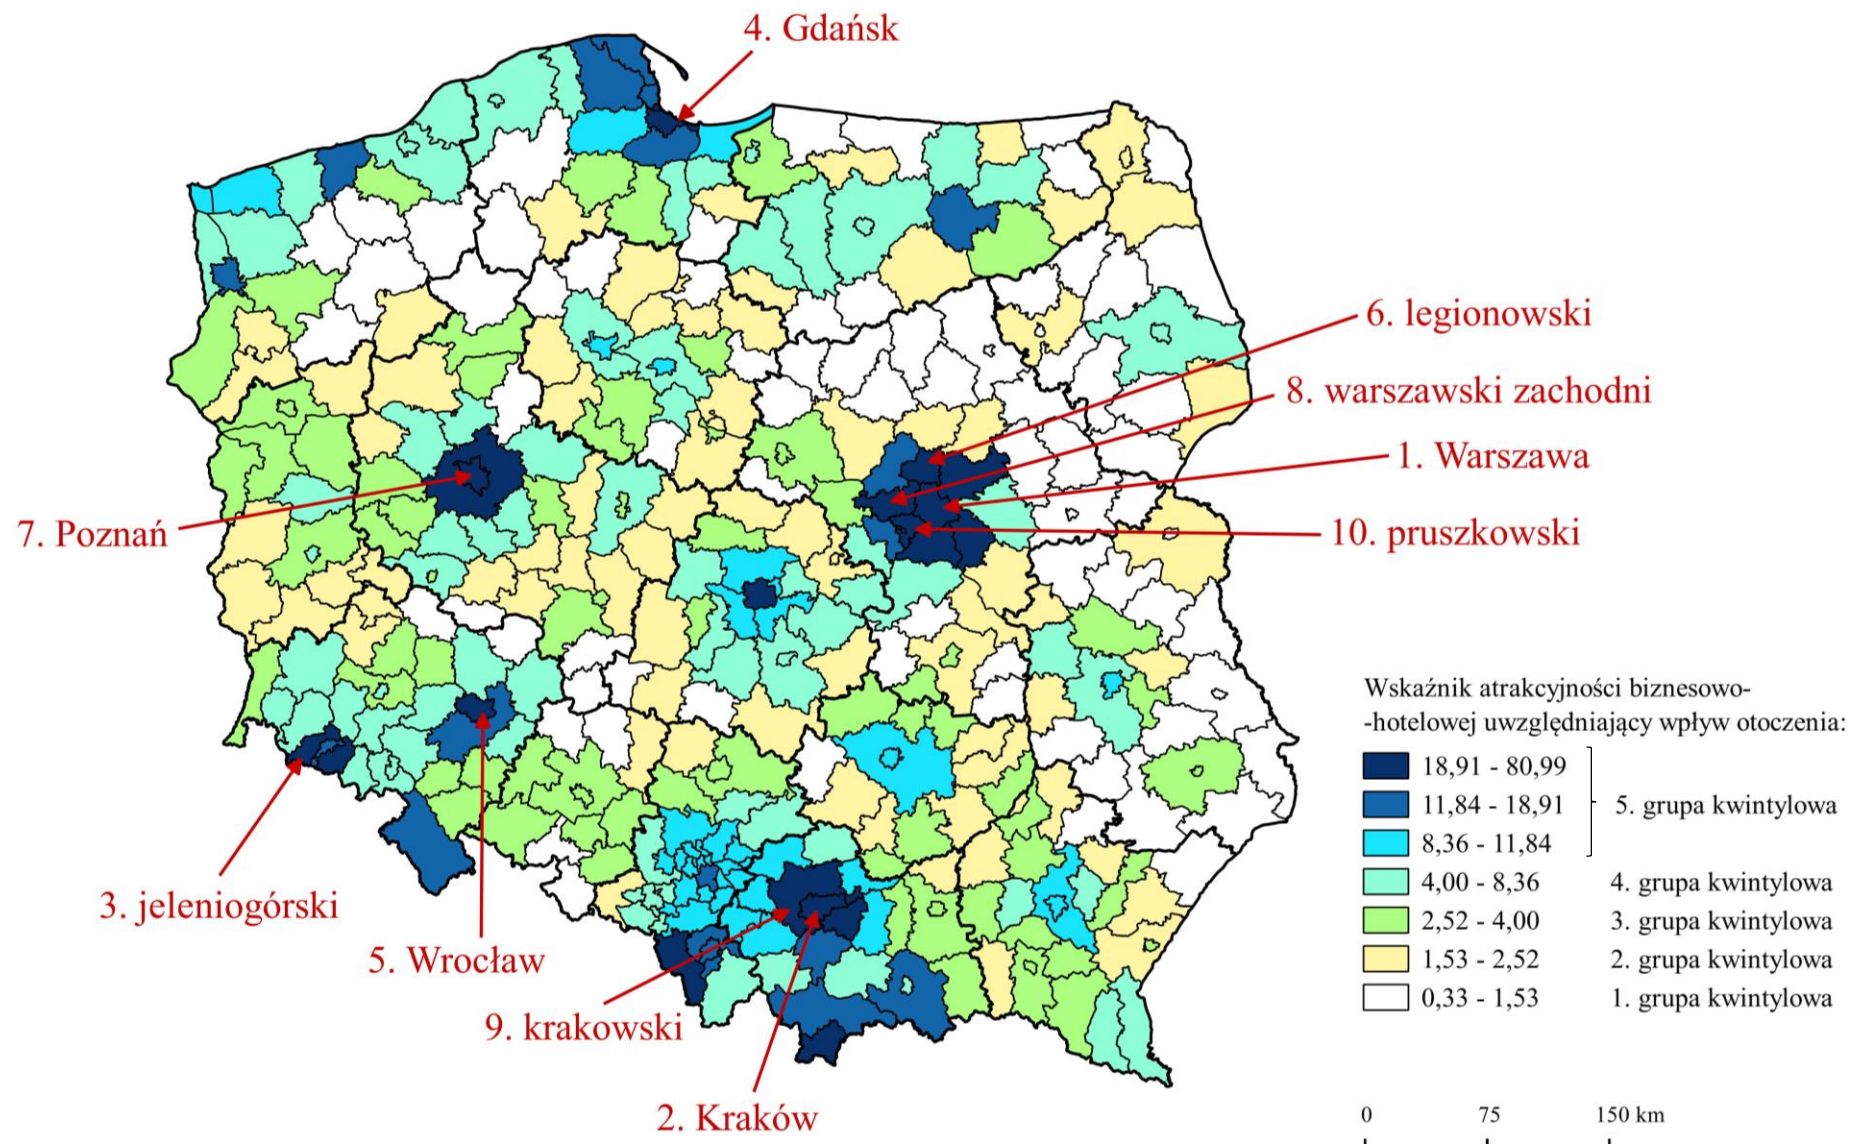 4. Gdańsk
6. legionowski
8. warszawski zachodni
1. Warszawa
7. Poznań
10. pruszkowski
3. jeleniogórski
5. Wrocław
9. krakowski
2. Kraków
Wskaźnik atrakcyjności biznesowo-
-hotelowej uwzględniający wpływ otoczenia:
18,91 - 80,99
11,84 - 18,91 5. grupa kwintylowa
8,36 - 11,84
4,00 - 8,36 4. grupa kwintylowa
2,52 - 4,00 3. grupa kwintylowa
1,53 - 2,52 2. grupa kwintylowa
0,33 - 1,53 1. grupa kwintylowa
0 75 150 km